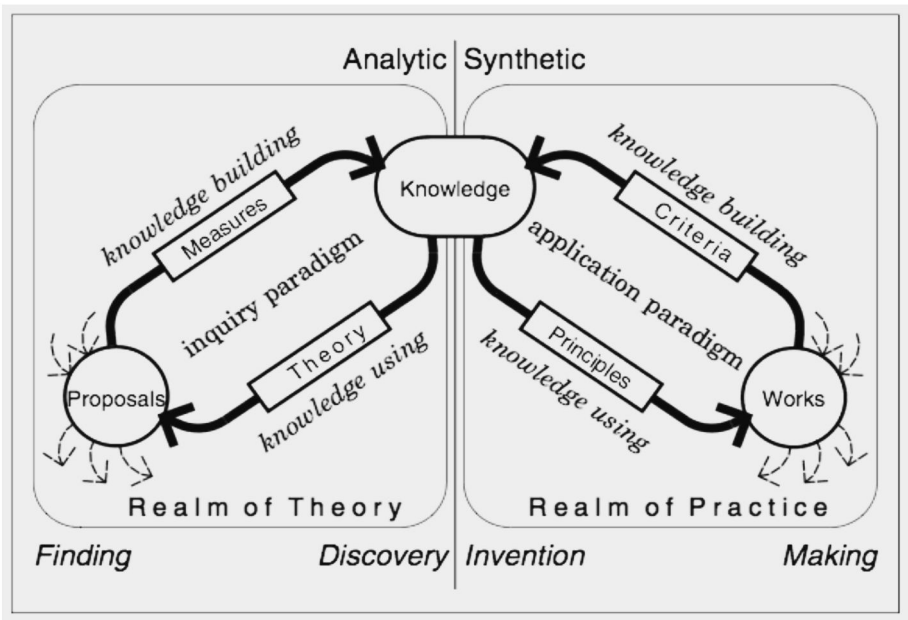 Analytic
Synthetic
knowledge building
Measures
Knowledge
knowledge building
Criteria
inquiry paradigm
application paradigm
Theory
knowledge using
Principles
knowledge using
Proposals
Works
Realm of Theory
Realm of Practice
Finding
Discovery
Invention
Making